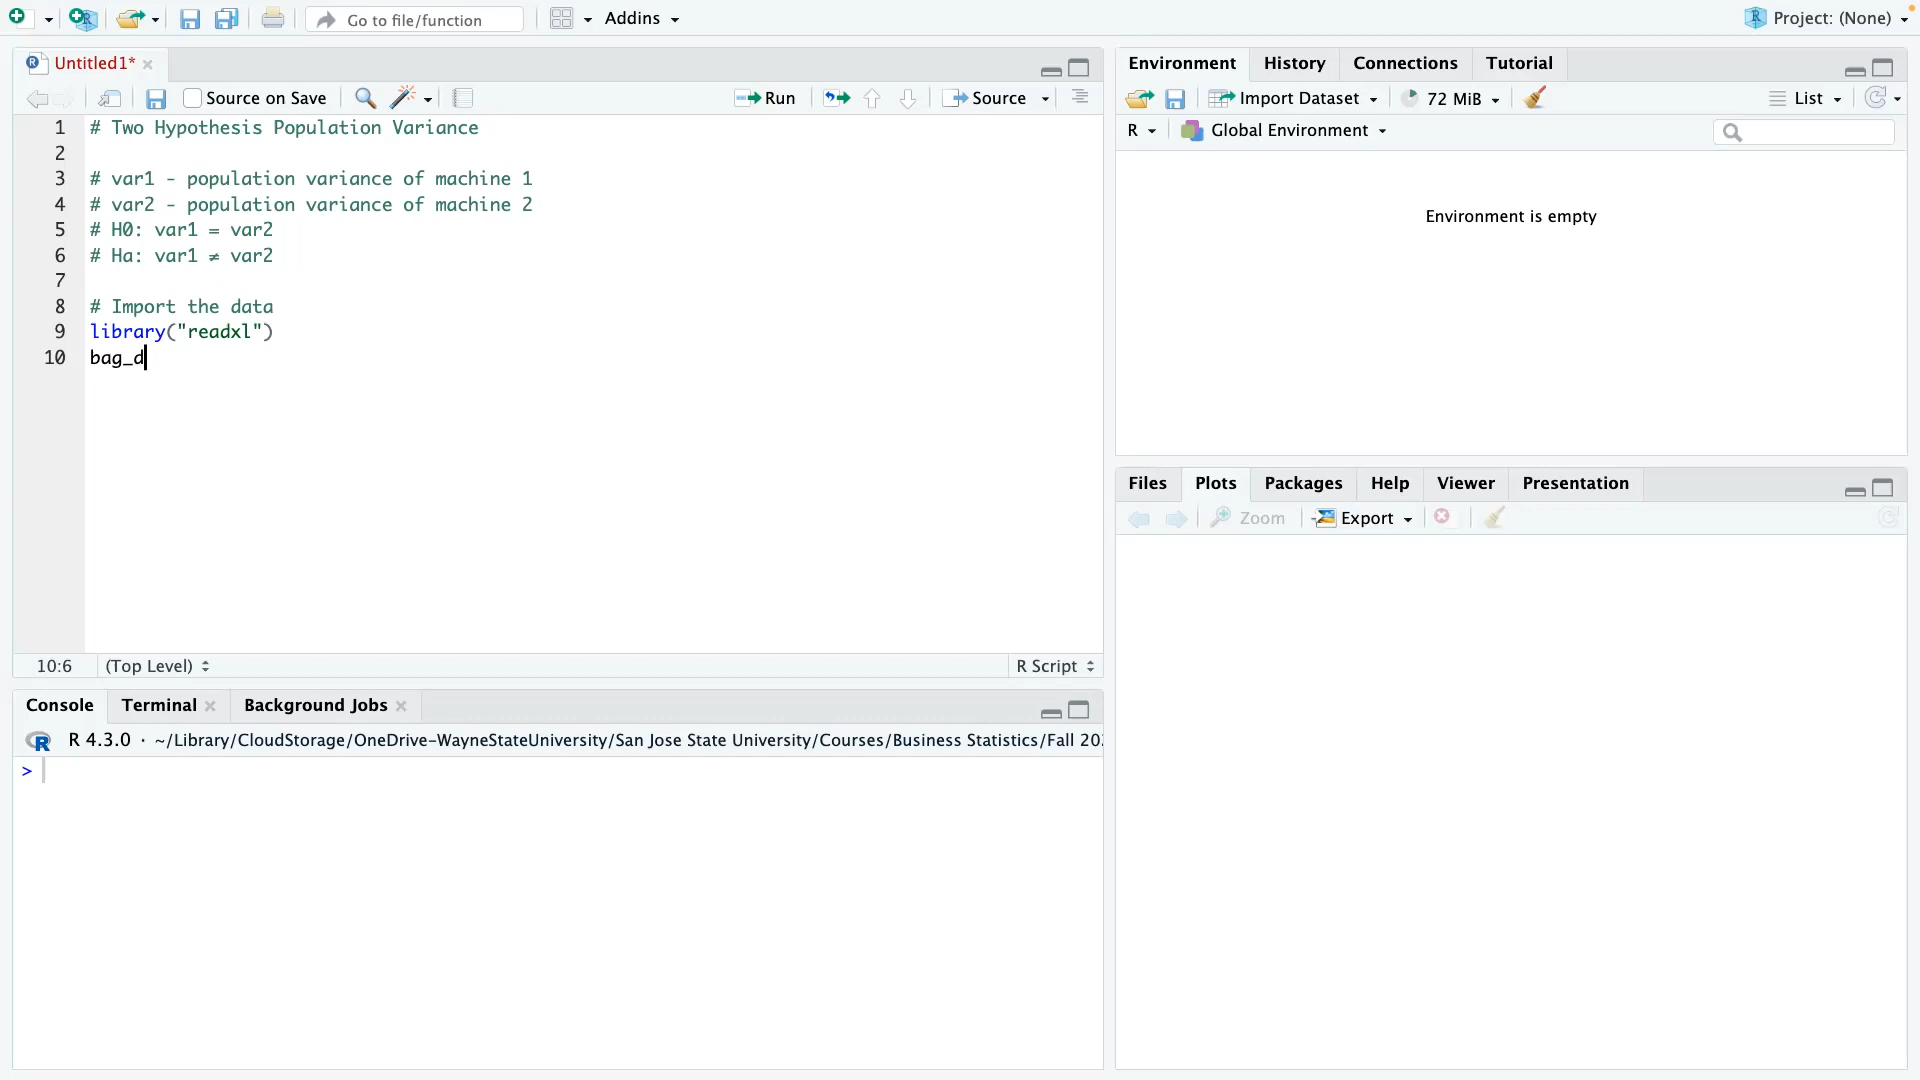 Go to file/function
Addins
Project: (None)
Untitled1*
Source on Save
Run
Source
1 # Two Hypothesis Population Variance
2
3 # var1 - population variance of machine 1
4 # var2 - population variance of machine 2
5 # H0: var1 = var2
6 # Ha: var1 ≠ var2
7
8 # Import the data
9 library("readxl")
10 bag_d
10:6 (Top Level) R Script
Console Terminal Background Jobs
R 4.3.0 · ~/Library/CloudStorage/OneDrive-WayneStateUniversity/San Jose State University/Courses/Business Statistics/Fall 20
>
Environment History Connections Tutorial
Import Dataset 72 MiB List
R Global Environment
Environment is empty
Files Plots Packages Help Viewer Presentation
Zoom Export